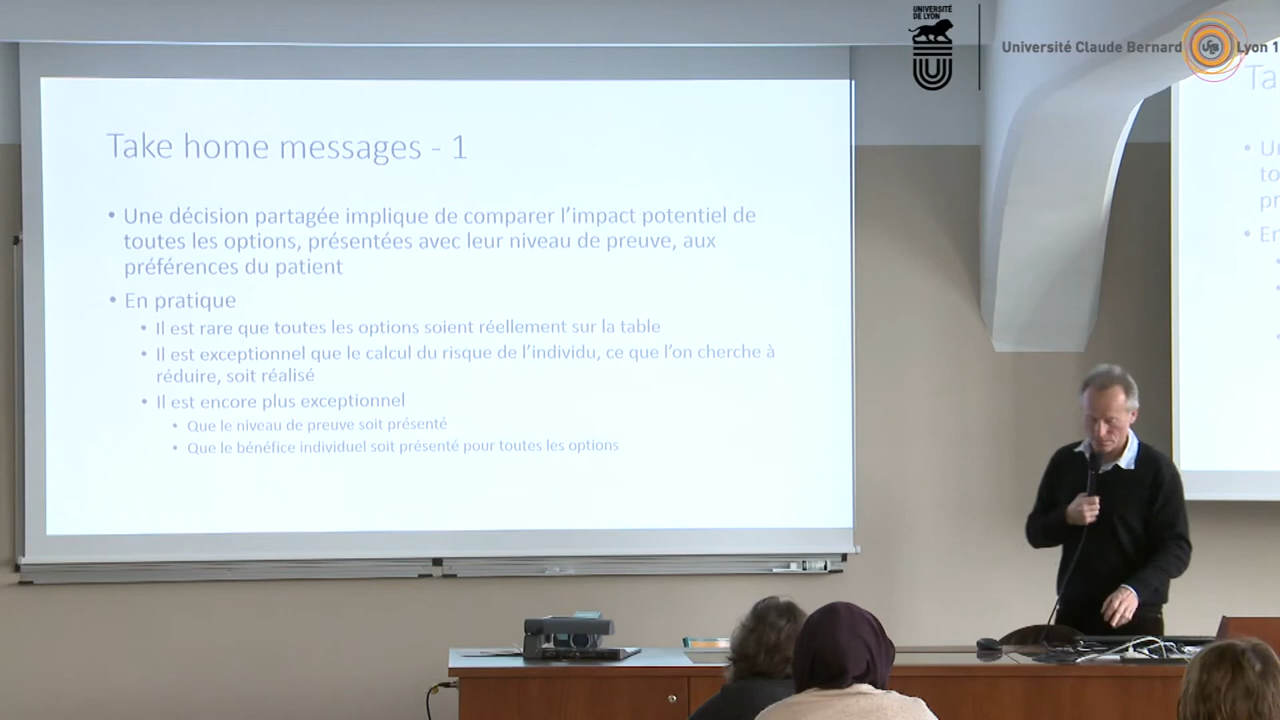 UNIVERSITÉ
DE LYON
Université Claude Bernard
Lyon 1
Take home messages - 1
• Une décision partagée implique de comparer l'impact potentiel de
toutes les options, présentées avec leur niveau de preuve, aux
préférences du patient
• En pratique
• Il est rare que toutes les options soient réellement sur la table
• Il est exceptionnel que le calcul du risque de l'individu, ce que l'on cherche à
réduire, soit réalisé
• Il est encore plus exceptionnel
• Que le niveau de preuve soit présenté
• Que le bénéfice individuel soit présenté pour toutes les options